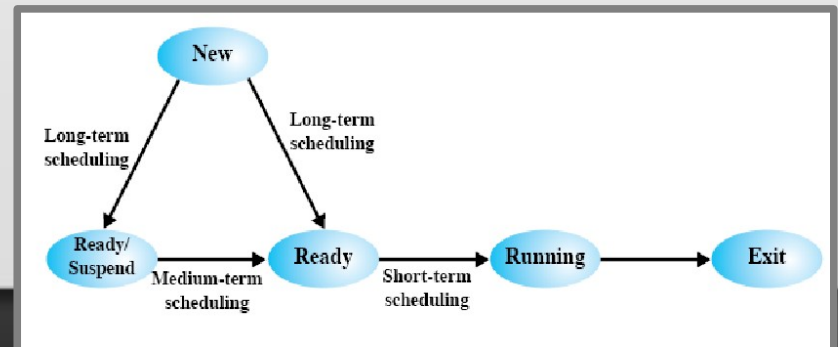 New
Long-term
scheduling
Long-term
scheduling
Ready/
Suspend
Medium-term
scheduling
Ready
Short-term
scheduling
Running
Exit